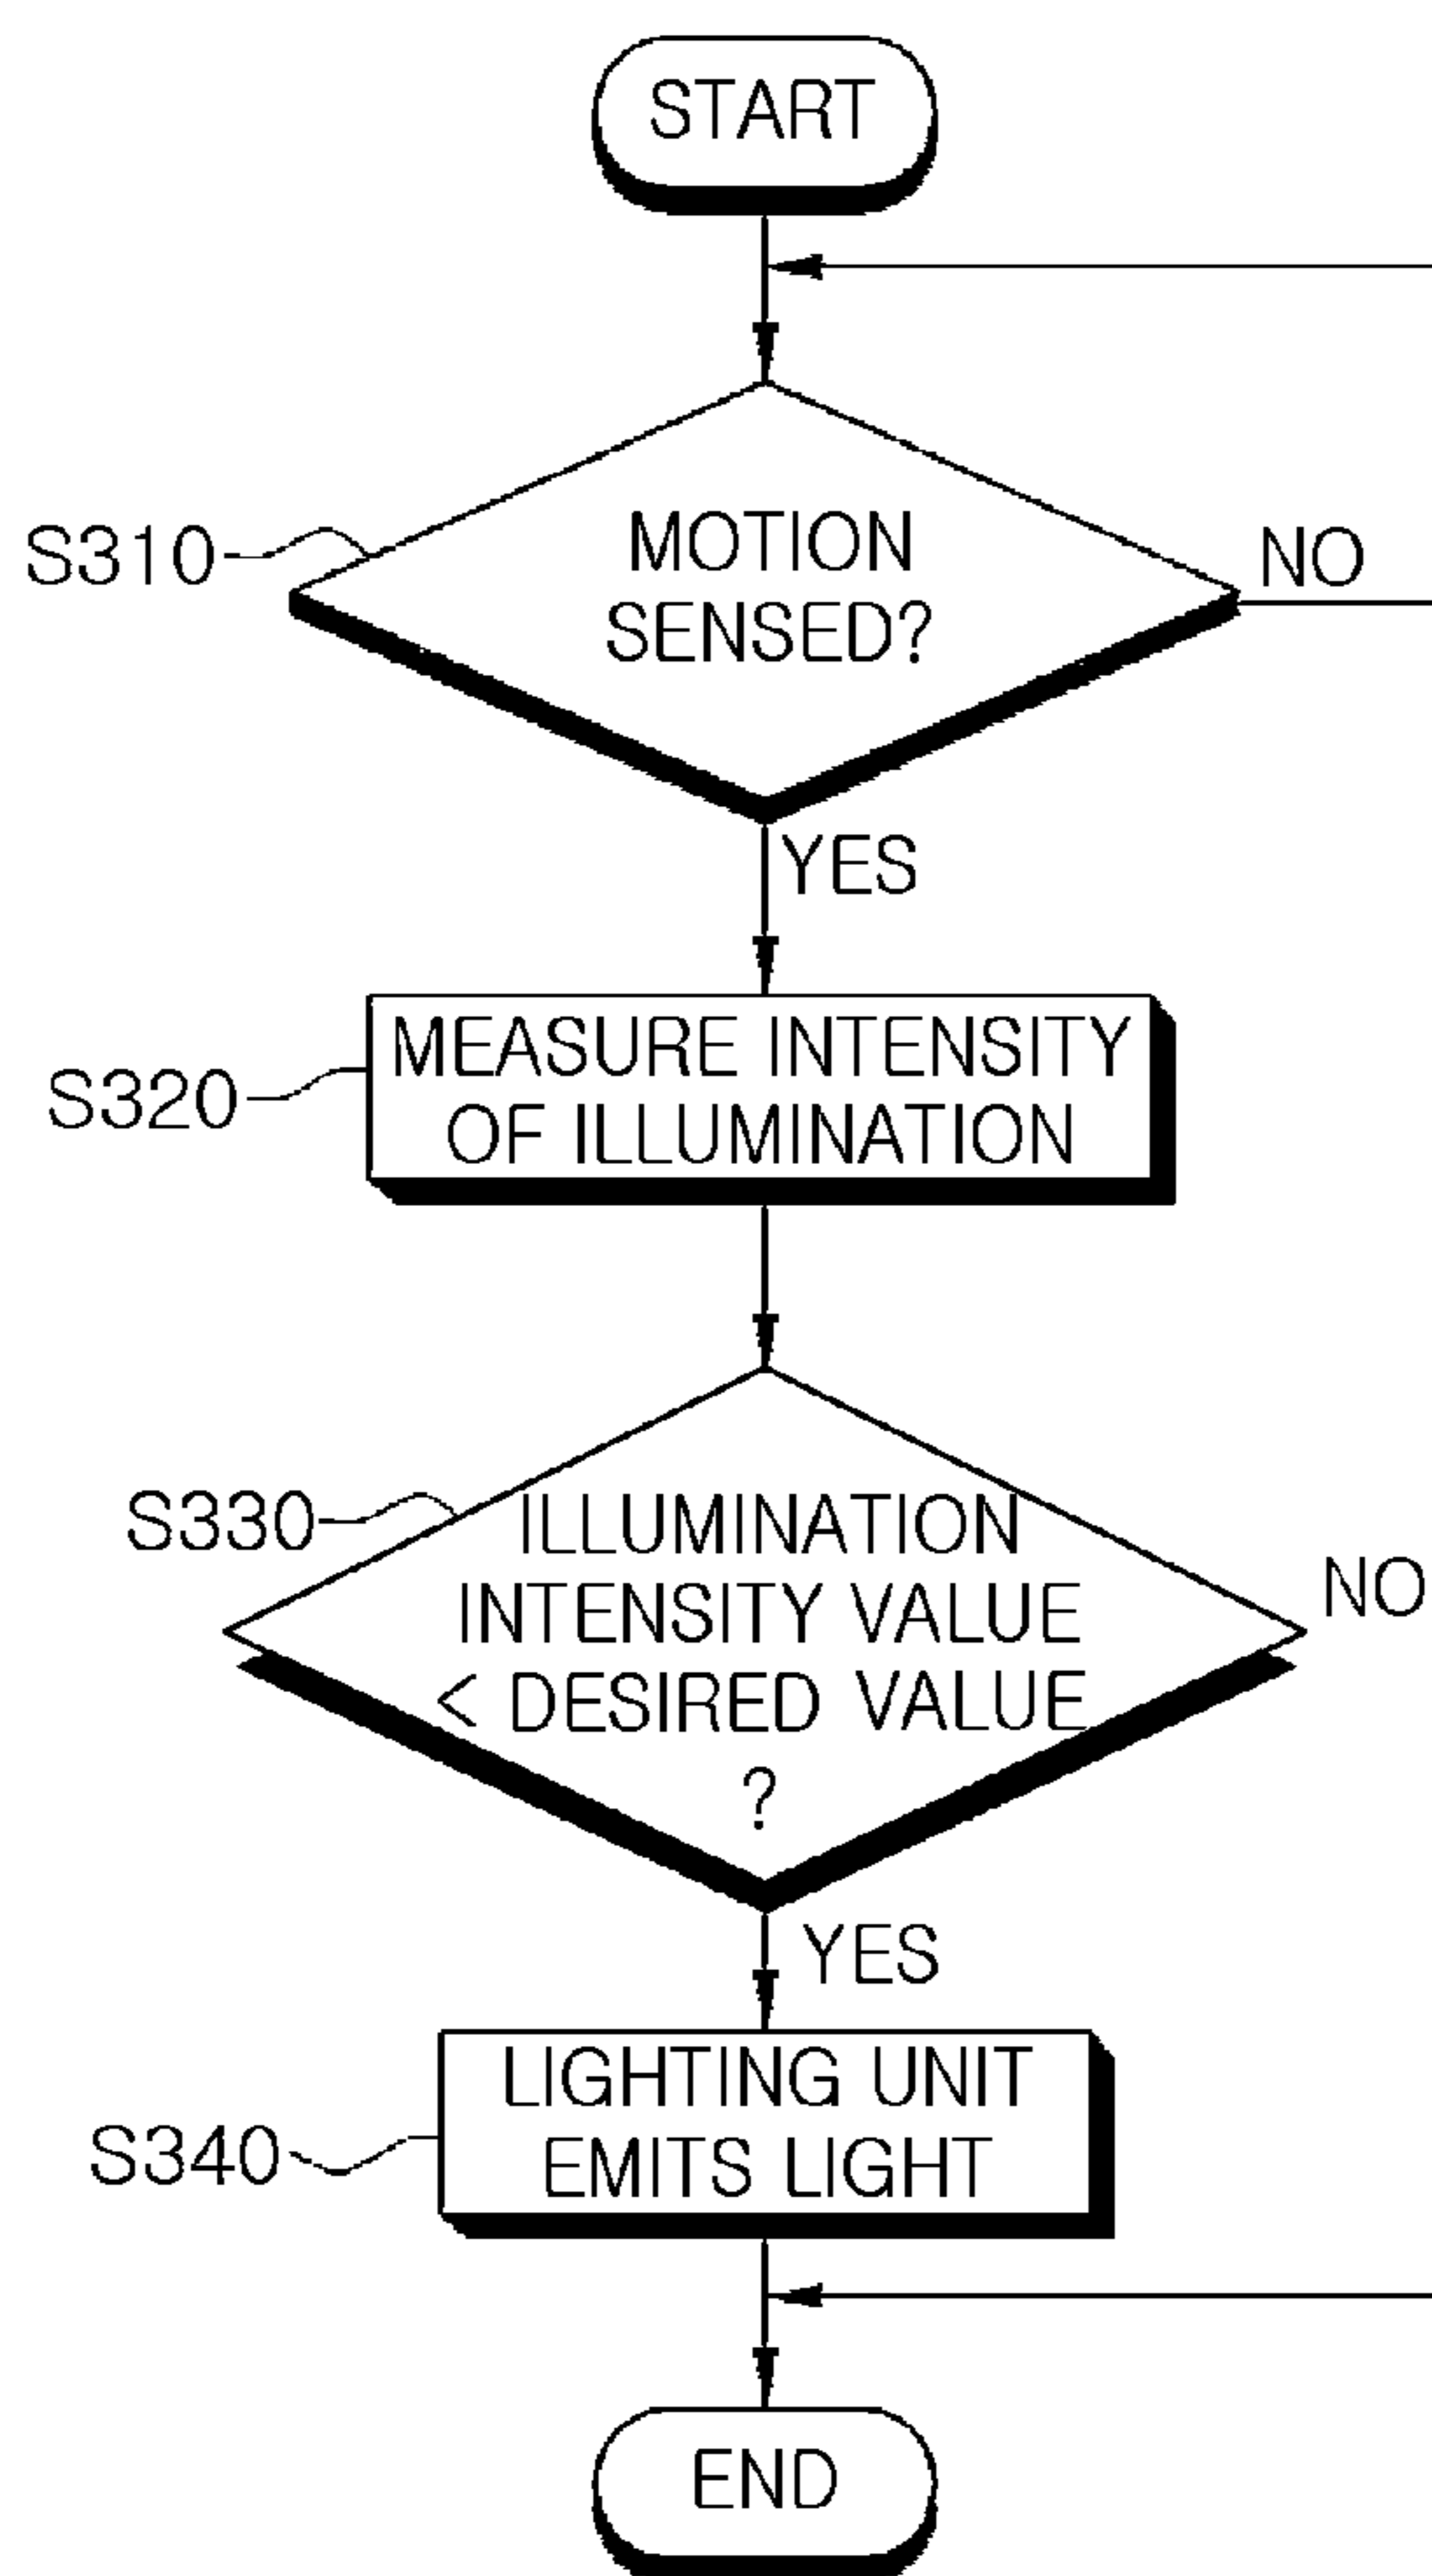 START
S310
MOTION
SENSED?
NO
YES
S320
MEASURE INTENSITY
OF ILLUMINATION
S330
ILLUMINATION
INTENSITY VALUE
< DESIRED VALUE
?
NO
YES
S340
LIGHTING UNIT
EMITS LIGHT
END